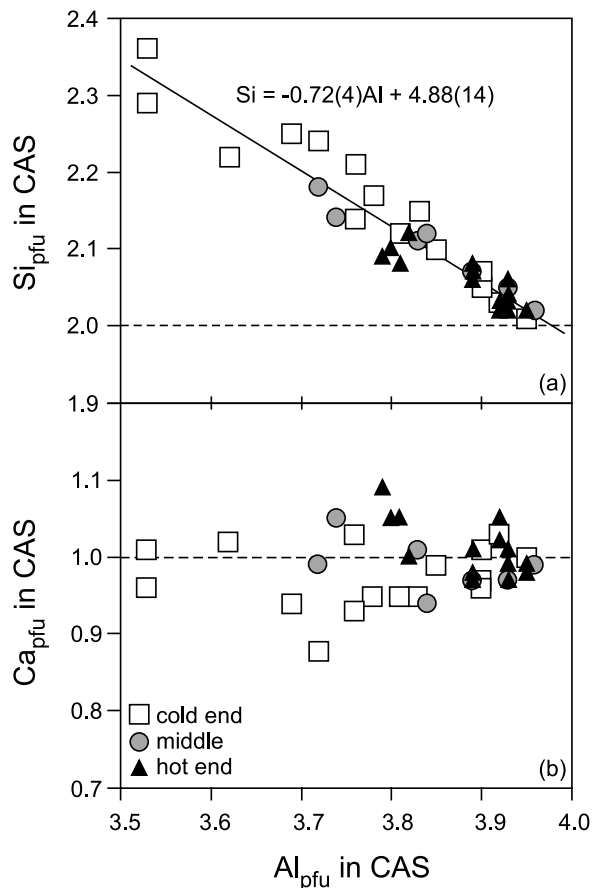 2.4
2.3
2.2
2.1
2.0
1.9
Si_pfu in CAS
Si = -0.72(4)Al + 4.88(14)
(a)
1.1
1.0
0.9
0.8
0.7
Ca_pfu in CAS
cold end
middle
hot end
(b)
3.5 3.6 3.7 3.8 3.9 4.0
Al_pfu in CAS